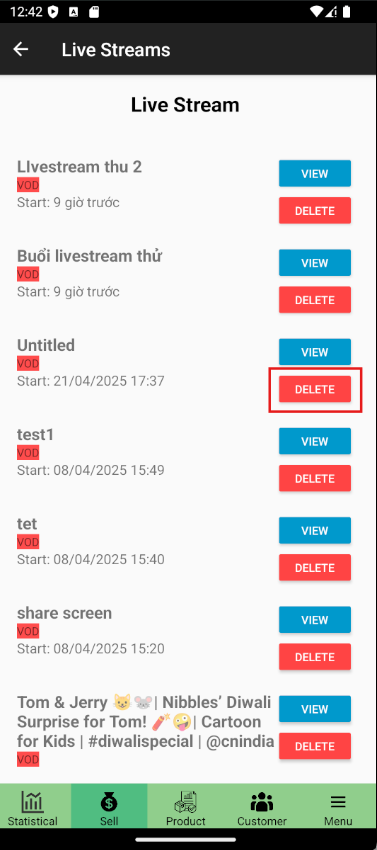 12:42
Live Streams
Live Stream
LIvestream thu 2
VOD
Start: 9 giờ trước
VIEW
DELETE
Buổi livestream thử
VOD
Start: 9 giờ trước
VIEW
DELETE
Untitled
VOD
Start: 21/04/2025 17:37
VIEW
DELETE
test1
VOD
Start: 08/04/2025 15:49
VIEW
DELETE
tet
VOD
Start: 08/04/2025 15:40
VIEW
DELETE
share screen
VOD
Start: 08/04/2025 15:20
VIEW
DELETE
Tom & Jerry 😺🐭| Nibbles’ Diwali
Surprise for Tom! 🧨🤪| Cartoon
for Kids | #diwalispecial | @cnindia
VOD
VIEW
DELETE
Statistical
Sell
Product
Customer
Menu